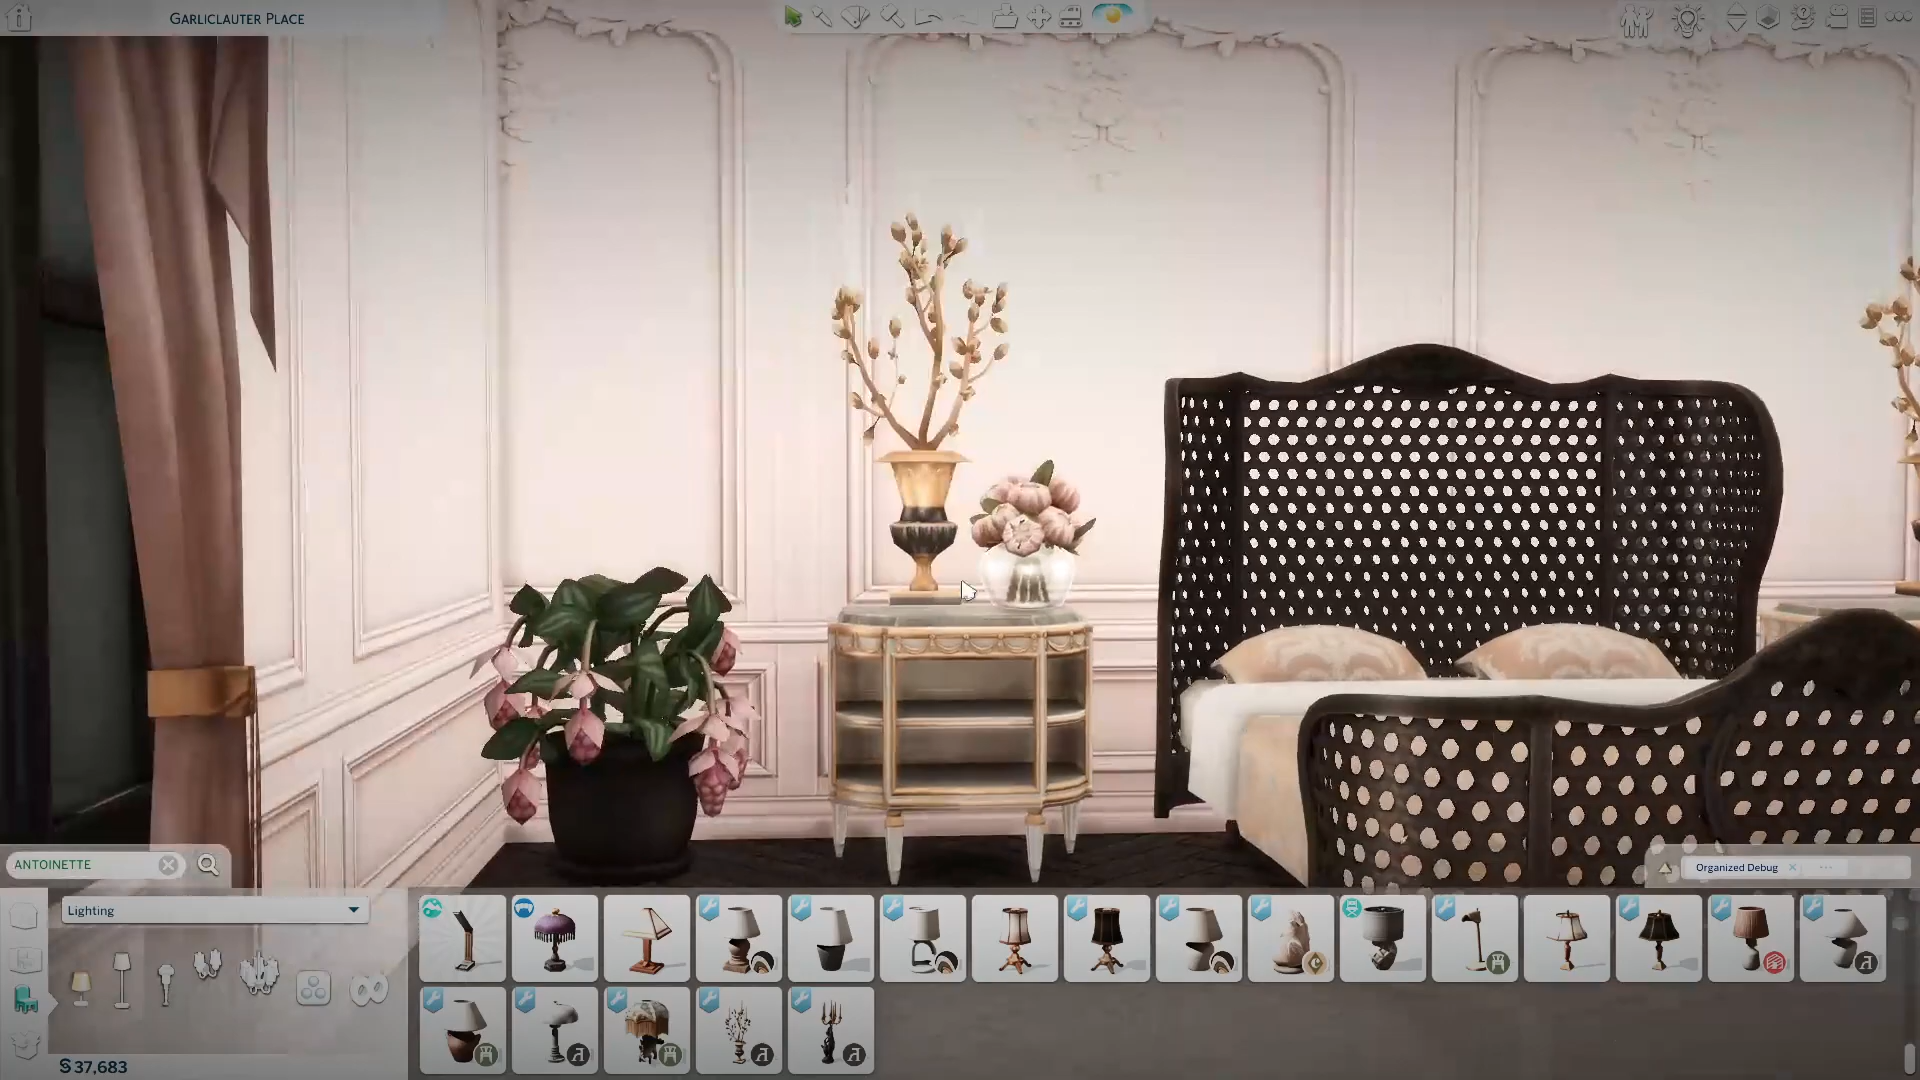 GARLICLAUTER PLACE
ANTOINETTE
Organized Debug
Lighting
§37,683